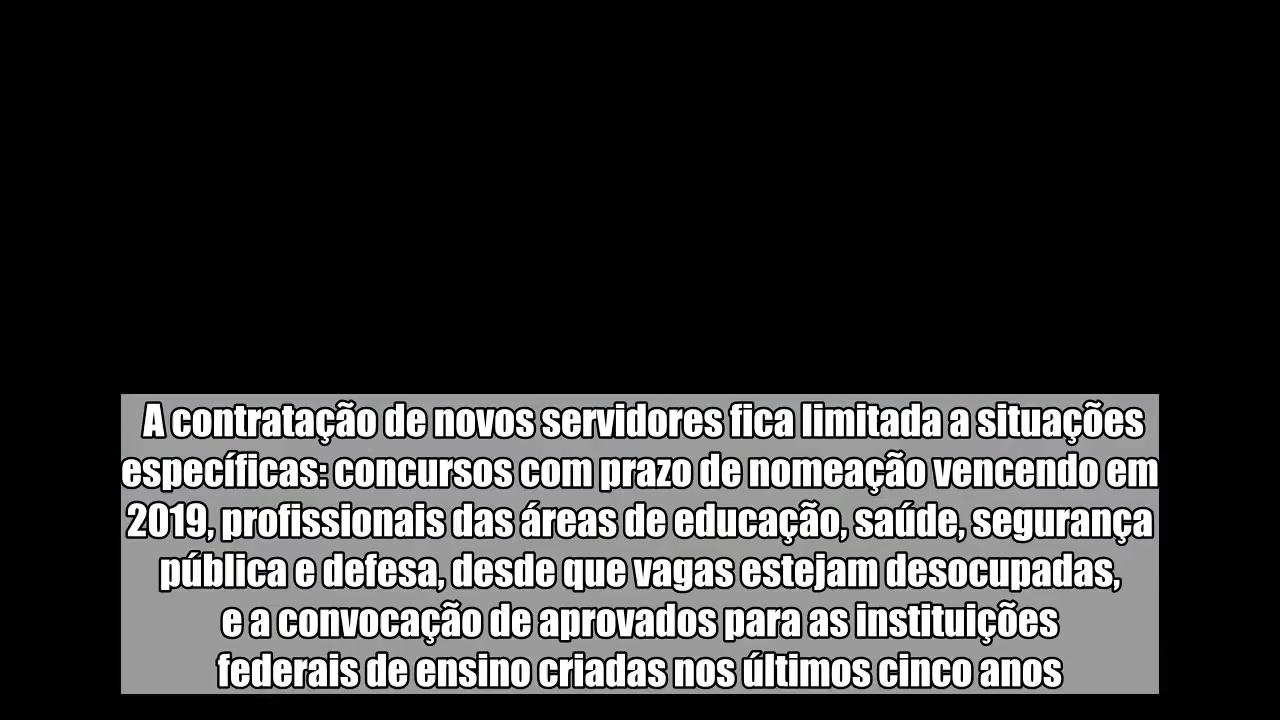 A contratação de novos servidores fica limitada a situações
específicas: concursos com prazo de nomeação vencendo em
2019, profissionais das áreas de educação, saúde, segurança
pública e defesa, desde que vagas estejam desocupadas,
e a convocação de aprovados para as instituições
federais de ensino criadas nos últimos cinco anos